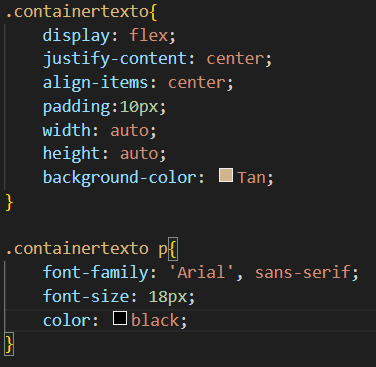 .containertexto{
    display: flex;
    justify-content: center;
    align-items: center;
    padding:10px;
    width: auto;
    height: auto;
    background-color: Tan;
}

.containertexto p{
    font-family: 'Arial', sans-serif;
    font-size: 18px;
    color: black;
}